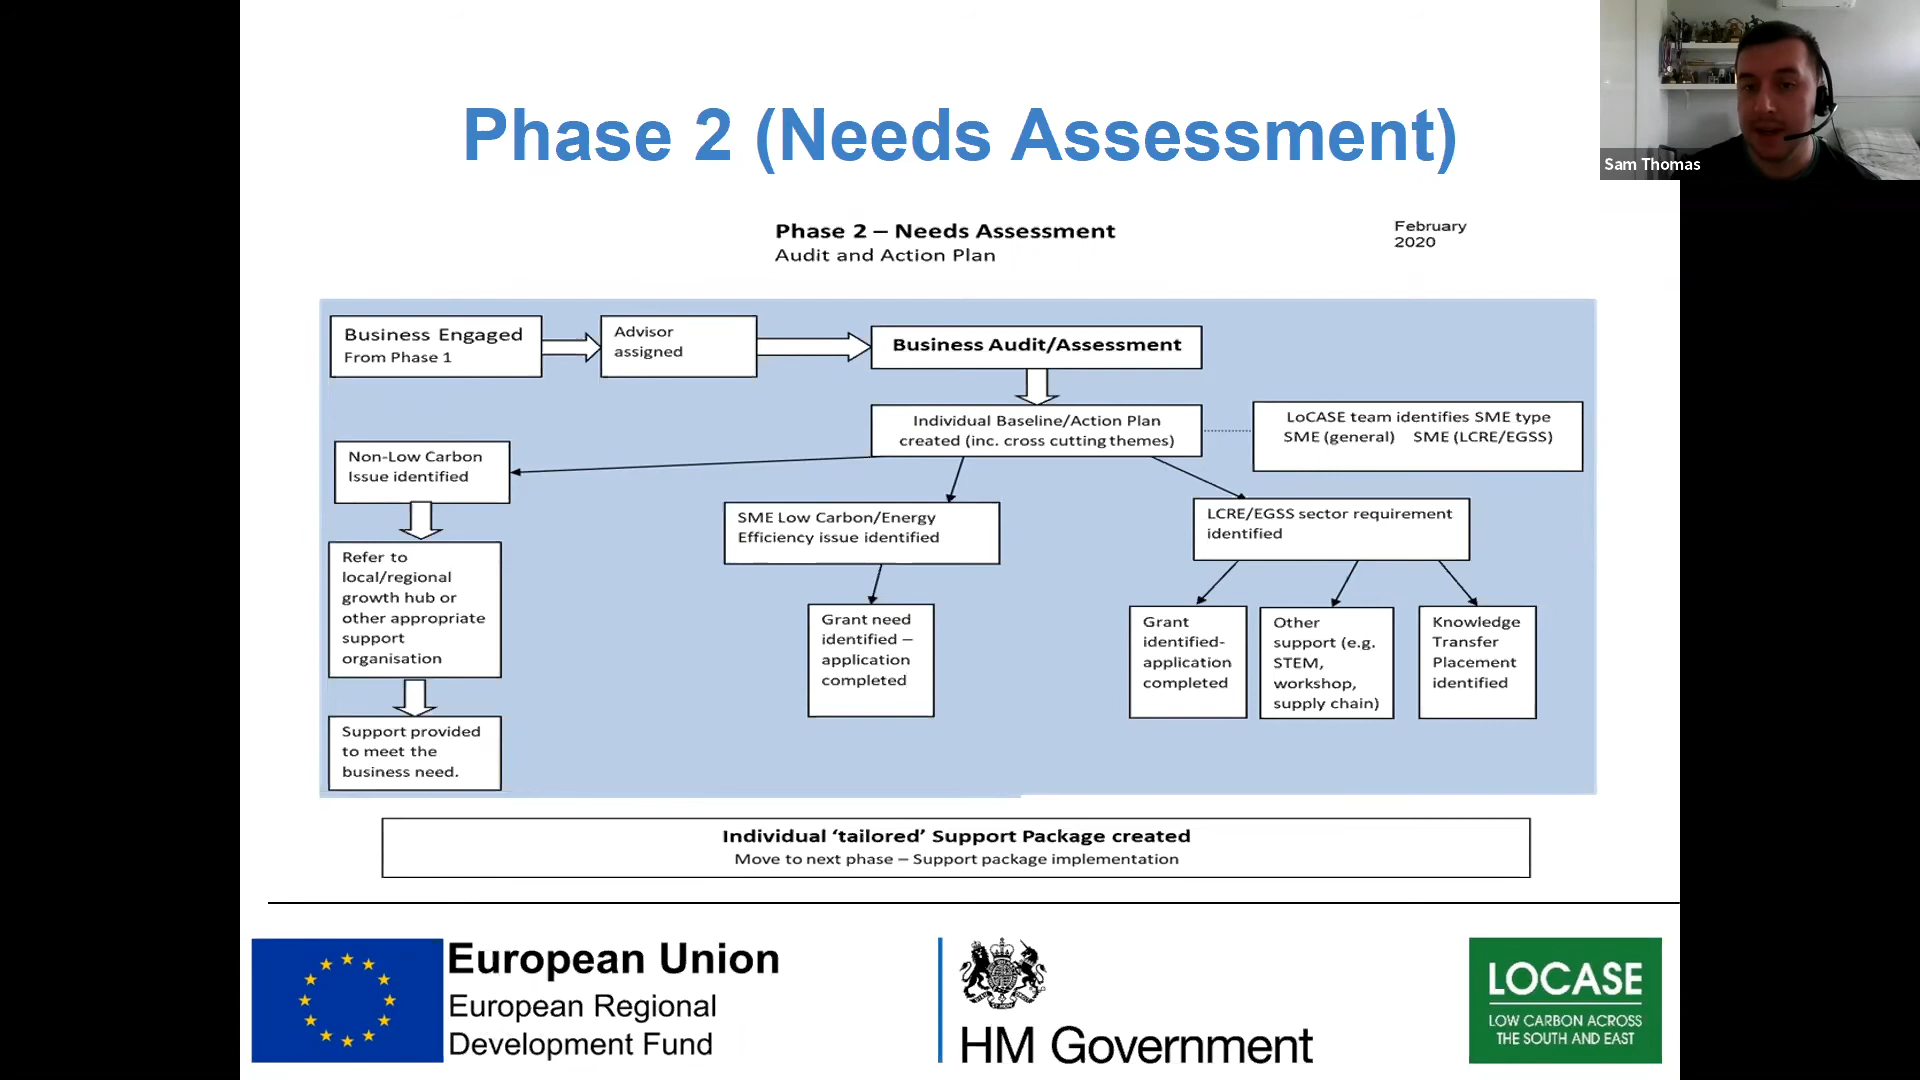 Phase 2 (Needs Assessment)
Sam Thomas
Phase 2 – Needs Assessment
Audit and Action Plan
February
2020
Business Engaged
From Phase 1
Advisor
assigned
Business Audit/Assessment
Individual Baseline/Action Plan
created (inc. cross cutting themes)
LoCASE team identifies SME type
SME (general) SME (LCRE/EGSS)
Non-Low Carbon
Issue identified
SME Low Carbon/Energy
Efficiency issue identified
LCRE/EGSS sector requirement
identified
Refer to
local/regional
growth hub or
other appropriate
support
organisation
Grant need
identified –
application
completed
Grant
identified-
application
completed
Other
support (e.g.
STEM,
workshop,
supply chain)
Knowledge
Transfer
Placement
identified
Support provided
to meet the
business need.
Individual ‘tailored’ Support Package created
Move to next phase – Support package implementation
European Union
European Regional
Development Fund
HM Government
LOCASE
LOW CARBON ACROSS
THE SOUTH AND EAST